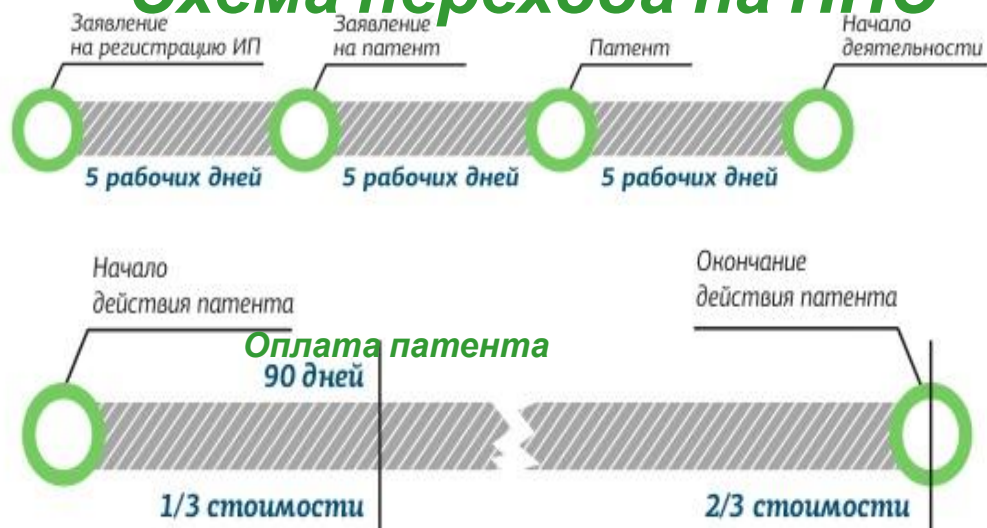 Схема перехода на ПНО
Заявление
на регистрацию ИП
Заявление
на патент
Патент
Начало
деятельности
5 рабочих дней
5 рабочих дней
5 рабочих дней
Начало
действия патента
Окончание
действия патента
Оплата патента
90 дней
1/3 стоимости
2/3 стоимости